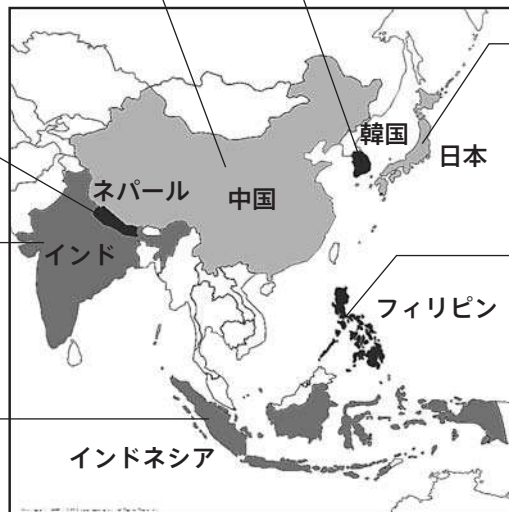 韓国
日本
ネパール
中国
インド
フィリピン
インドネシア